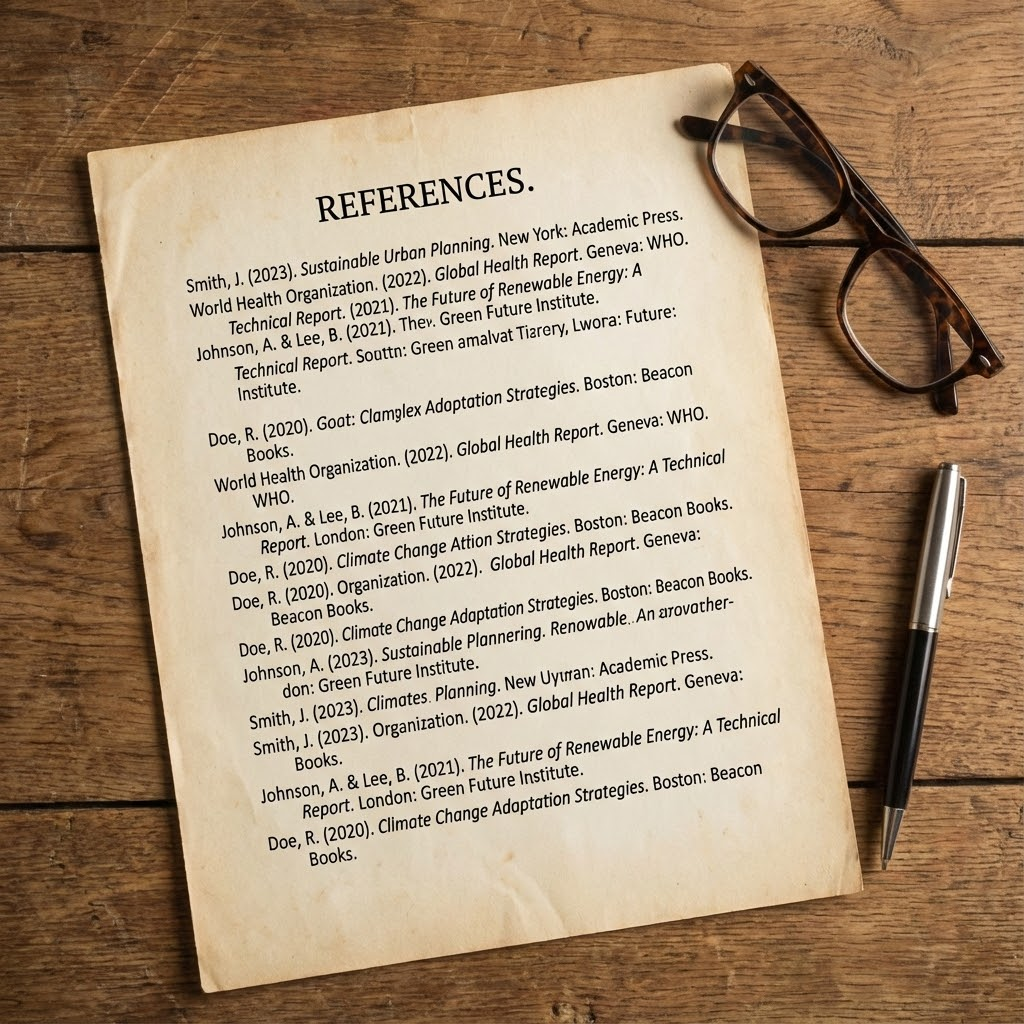 REFERENCES.
Smith, J. (2023). Sustainable Urban Planning. New York: Academic Press.
World Health Organization. (2022). Global Health Report. Geneva: WHO.
Technical Report. (2021). The Future of Renewable Energy: A
Johnson, A. & Lee, B. (2021). The Green Future Institute.
Technical Report. Green Future:
Institute.
Doe, R. (2020). Adaptation Strategies. Boston: Beacon
Books.
World Health Organization. (2022). Global Health Report. Geneva: WHO.
WHO.
Johnson, A. & Lee, B. (2021). The Future of Renewable Energy: A Technical
Report. London: Green Future Institute.
Doe, R. (2020). Climate Change Strategies. Boston: Beacon Books.
Doe, R. (2020). Organization. (2022). Global Health Report. Geneva:
Beacon Books.
Doe, R. (2020). Climate Change Adaptation Strategies. Boston: Beacon Books.
Johnson, A. (2023). Sustainable Plannering. Renowable. An
don: Green Future Institute.
Smith, J. (2023). Climates. Planning. New Academic Press.
Smith, J. (2023). Organization. (2022). Global Health Report. Geneva:
Books.
Johnson, A. & Lee, B. (2021). The Future of Renewable Energy: A Technical
Report. London: Green Future Institute.
Doe, R. (2020). Climate Change Adaptation Strategies. Boston: Beacon
Books.